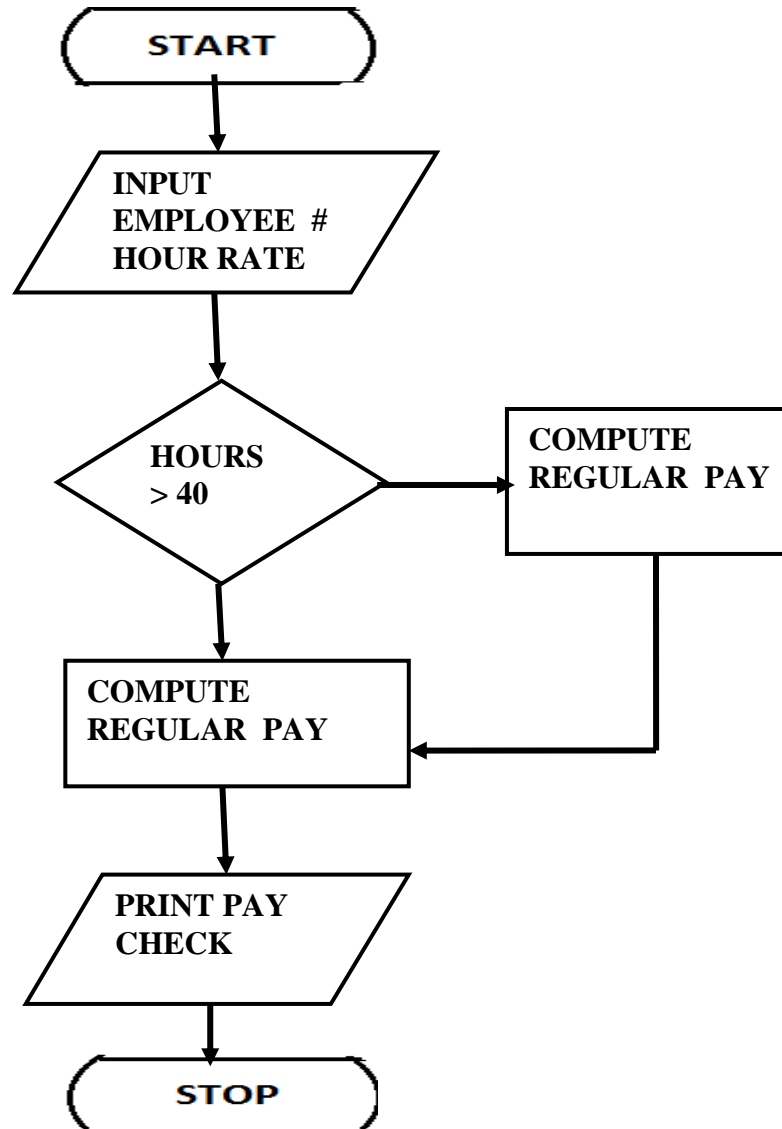 START
INPUT
EMPLOYEE #
HOUR RATE
HOURS
> 40
COMPUTE
REGULAR PAY
COMPUTE
REGULAR PAY
PRINT PAY
CHECK
STOP